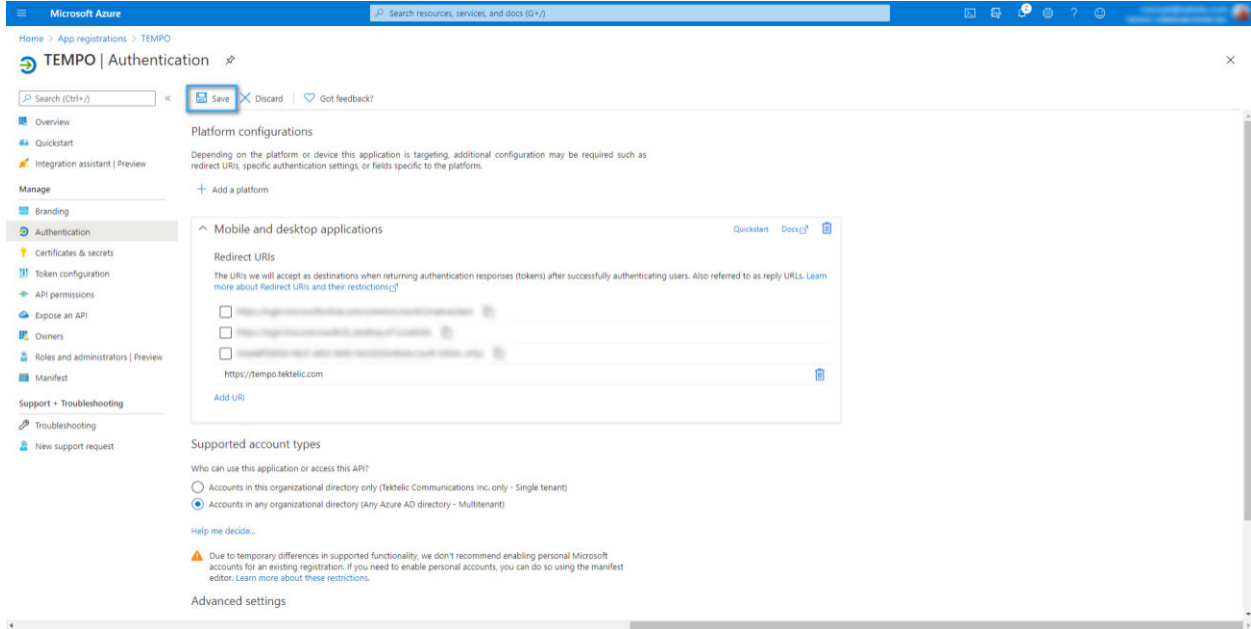 Microsoft Azure
Search resources, services, and docs (G+/)
Home > App registrations > TEMPO
TEMPO | Authentication
Search (Ctrl+/)
Save
Discard
Got feedback?
Overview
Quickstart
Integration assistant | Preview
Manage
Branding
Authentication
Certificates & secrets
Token configuration
API permissions
Expose an API
Owners
Roles and administrators | Preview
Manifest
Support + Troubleshooting
Troubleshooting
New support request
Platform configurations
Depending on the platform or device this application is targeting, additional configuration may be required such as
redirect URIs, specific authentication settings, or fields specific to the platform.
Add a platform
Mobile and desktop applications
Quickstart
Docs
Redirect URIs
The URIs we will accept as destinations when returning authentication responses (tokens) after successfully authenticating users. Also referred to as reply URLs. Learn
more about Redirect URIs and their restrictions
https://tempo.tektelic.com
Add URI
Supported account types
Who can use this application or access this API?
Accounts in this organizational directory only (Tektelic Communications Inc. only - Single tenant)
Accounts in any organizational directory (Any Azure AD directory - Multitenant)
Help me decide...
Due to temporary differences in supported functionality, we don't recommend enabling personal Microsoft
accounts for an existing registration. If you need to enable personal accounts, you can do so using the manifest
editor. Learn more about these restrictions.
Advanced settings